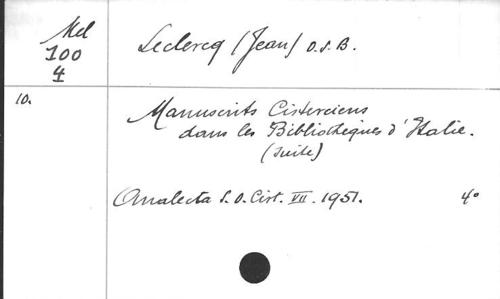 Md
100
4
Leclercq (Jean) O.S.B.
10.
Manuscrits Cisterciens
dans les Bibliothèques d'Italie.
(suite)
Analecta S.O.Cist. VII. 1951. 4°